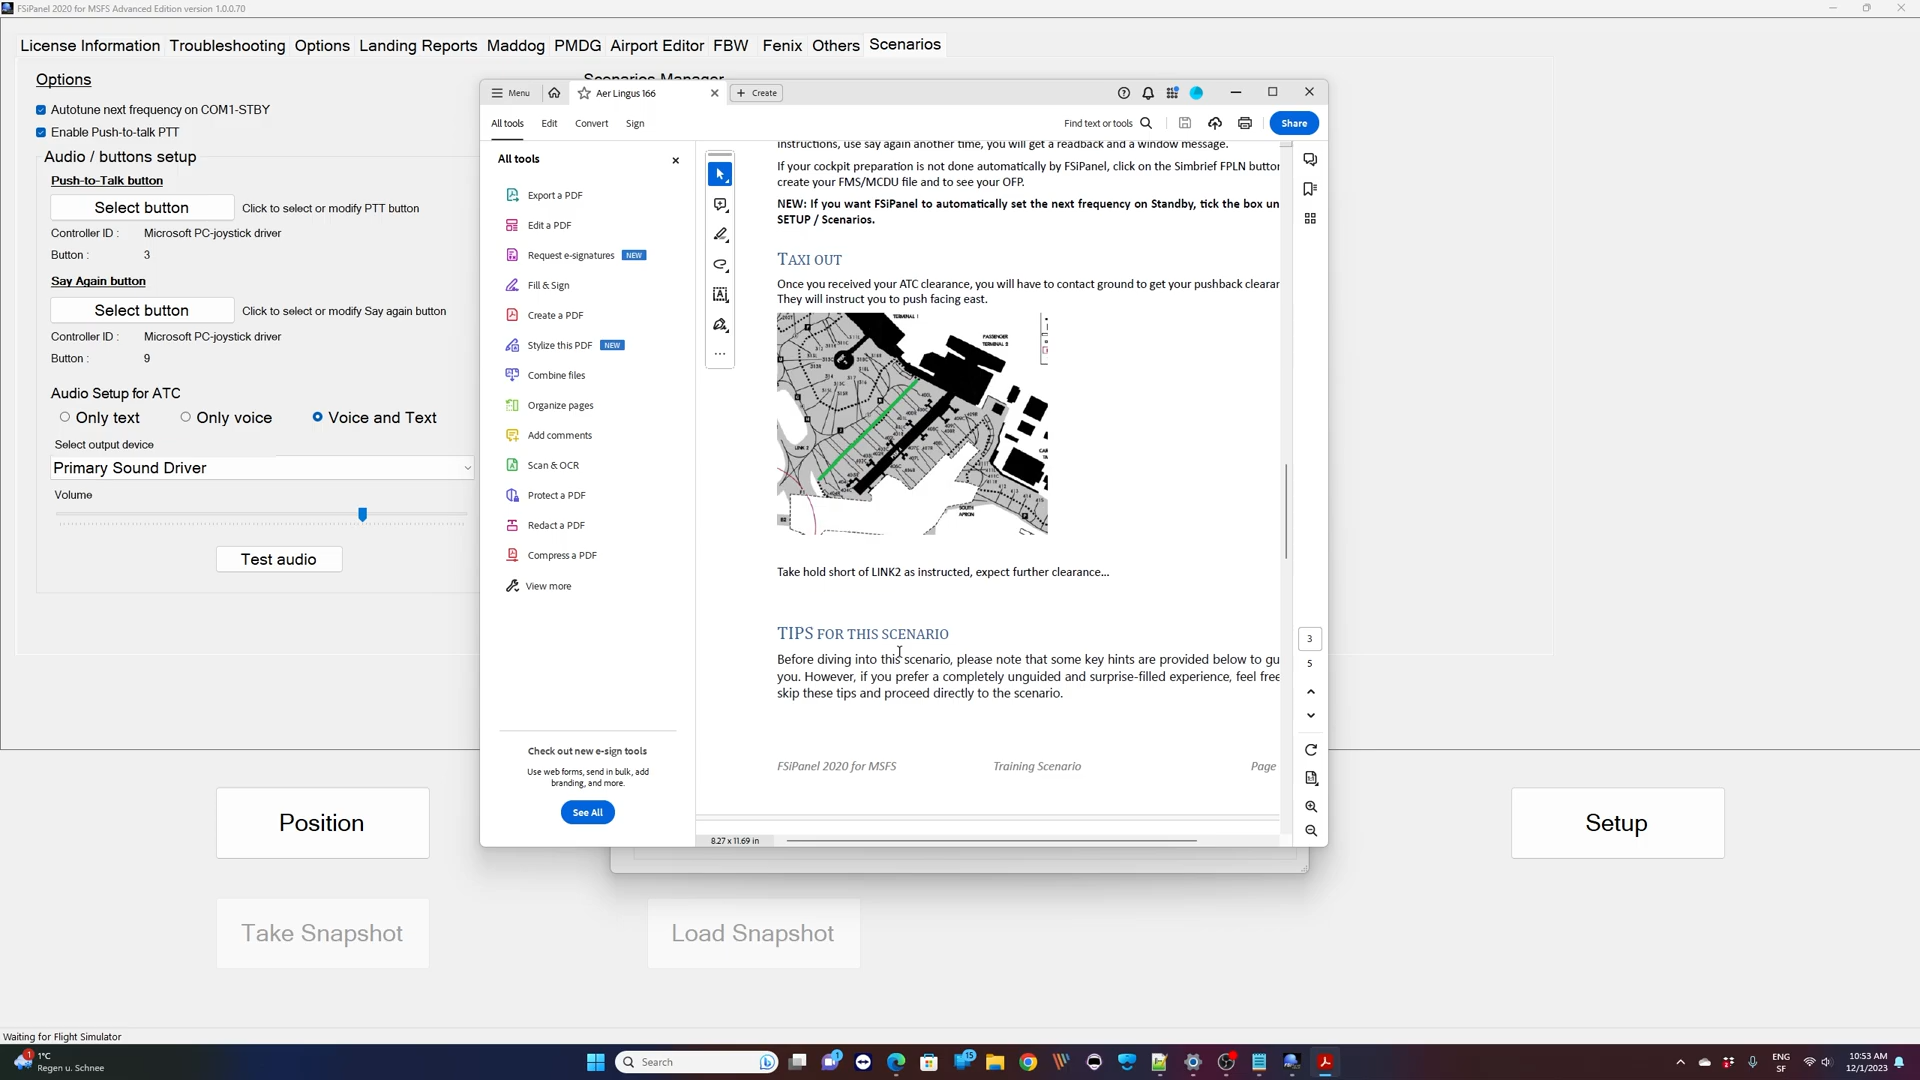 FSiPanel 2020 for MSFS Advanced Edition version 1.0.0.70
License Information Troubleshooting Options Landing Reports Maddog PMDG Airport Editor FBW Fenix Others Scenarios
Options
Autotune next frequency on COM1-STBY
Enable Push-to-talk PTT
Audio / buttons setup
Push-to-Talk button
Select button Click to select or modify PTT button
Controller ID : Microsoft PC-joystick driver
Button : 3
Say Again button
Select button Click to select or modify Say again button
Controller ID : Microsoft PC-joystick driver
Button : 9
Audio Setup for ATC
Only text Only voice Voice and Text
Select output device
Primary Sound Driver
Volume
Test audio
Scenarios Manager
Menu Aer Lingus 166 + Create
All tools Edit Convert Sign Find text or tools Share
All tools
Export a PDF
Edit a PDF
Request e-signatures NEW
Fill & Sign
Create a PDF
Stylize this PDF NEW
Combine files
Organize pages
Add comments
Scan & OCR
Protect a PDF
Redact a PDF
Compress a PDF
View more
Check out new e-sign tools
Use web forms, send in bulk, add
branding, and more.
See All
instructions, use say again another time, you will get a readback and a window message.
If your cockpit preparation is not done automatically by FSiPanel, click on the Simbrief FPLN button
create your FMS/MCDU file and to see your OFP.
NEW: If you want FSiPanel to automatically set the next frequency on Standby, tick the box un
SETUP / Scenarios.
TAXI OUT
Once you received your ATC clearance, you will have to contact ground to get your pushback clearan
They will instruct you to push facing east.
TERMINAL 1
PASSENGER
TERMINAL 2
LINK 2
SOUTH
APRON
Take hold short of LINK2 as instructed, expect further clearance...
TIPS FOR THIS SCENARIO
Before diving into this scenario, please note that some key hints are provided below to gu
you. However, if you prefer a completely unguided and surprise-filled experience, feel free
skip these tips and proceed directly to the scenario.
FSiPanel 2020 for MSFS Training Scenario Page
8.27 x 11.69 in
3
5
Position
Setup
Take Snapshot
Load Snapshot
Waiting for Flight Simulator
1
1°C
Regen u. Schnee
Search
1
15
ENG
SF
10:53 AM
12/1/2023